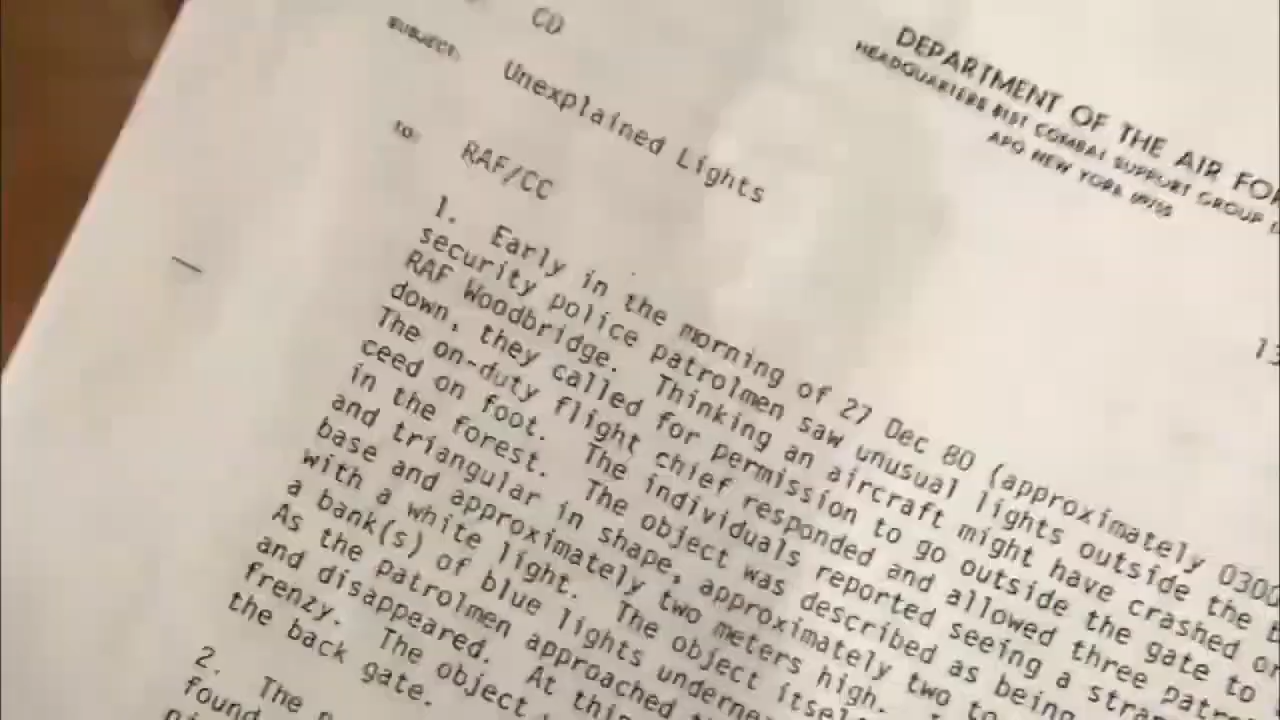 DEPARTMENT OF THE AIR FOR
HEADQUARTERS 81ST COMBAT SUPPORT GROUP
APO NEW YORK 09755
CD
SUBJECT:
Unexplained Lights
TO:
RAF/CC
13
1. Early in the morning of 27 Dec 80 (approximately 0300
security police patrolmen saw unusual lights outside the b
RAF Woodbridge. Thinking an aircraft might have crashed or
down, they called for permission to go outside the gate to
The on-duty flight chief responded and allowed three patro
ceed on foot. The individuals reported seeing a stra
in the forest. The object was described as being
and triangular in shape, approximately two to
base and approximately two meters high.
with a white light. The object itsel
a bank(s) of blue lights underne
As the patrolmen approached t
and disappeared. At this
frenzy. The object
the back gate.
2. The
found